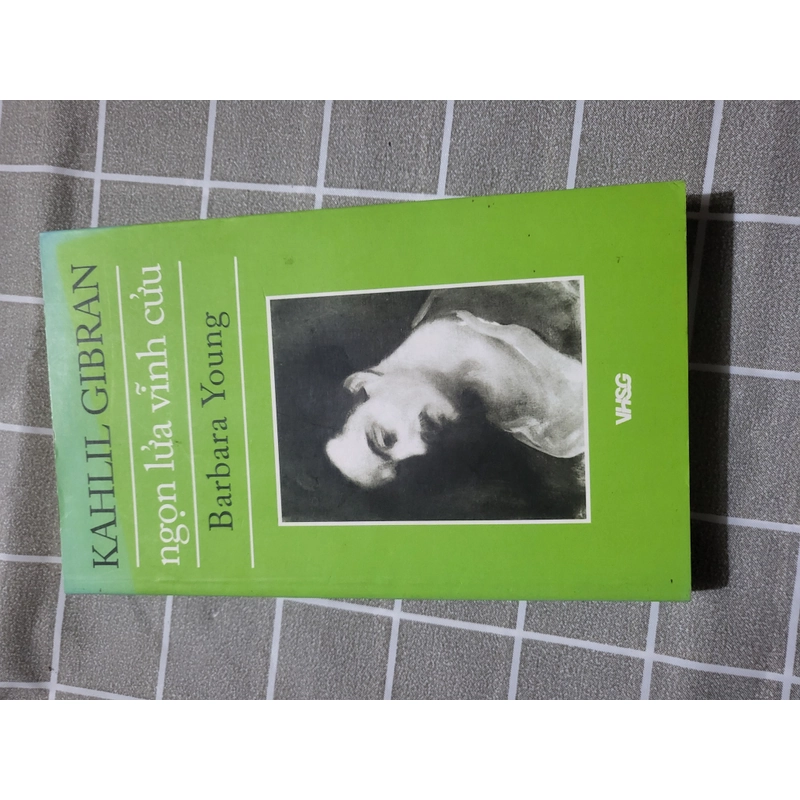 KAHLIL GIBRAN
ngọn lửa vĩnh cửu
Barbara Young
VHSG